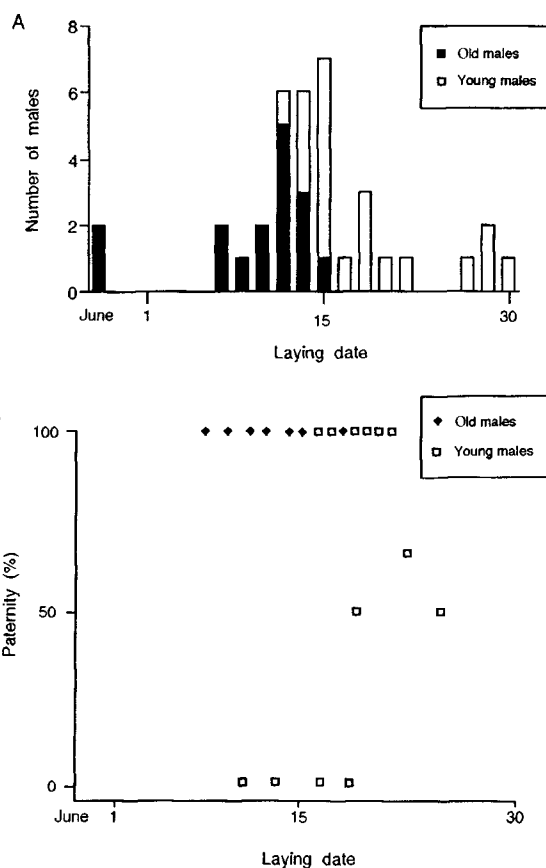 A
8
6
4
2
0
Number of males
Old males
Young males
June 1 15 30
Laying date
Old males
Young males
100
50
0
Paternity (%)
June 1 15 30
Laying date